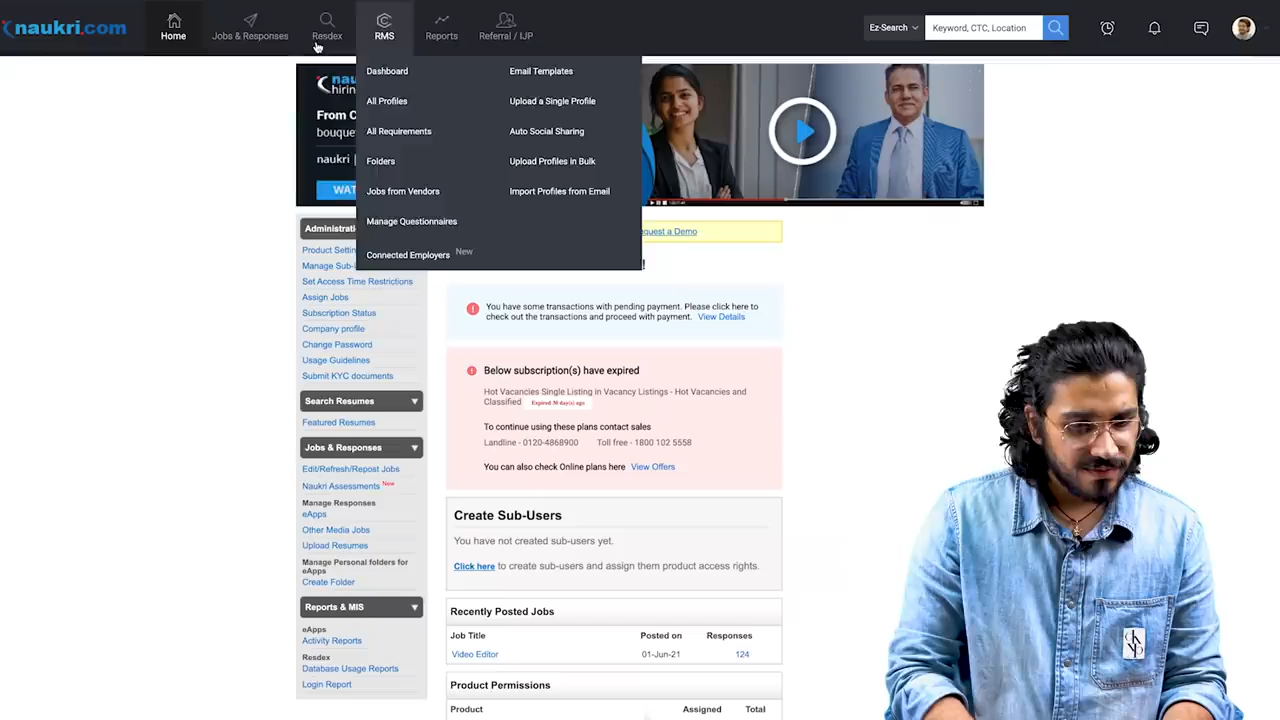 naukri.com
Home
Jobs & Responses
Resdex
RMS
Reports
Referral / IJP
Ez-Search
Keyword, CTC, Location
Dashboard
All Profiles
All Requirements
Folders
Jobs from Vendors
Manage Questionnaires
Connected Employers New
Email Templates
Upload a Single Profile
Auto Social Sharing
Upload Profiles in Bulk
Import Profiles from Email
From
naukri
quest a Demo
Product
Manage
Set Access Time Restrictions
Assign Jobs
Subscription Status
Company profile
Change Password
Usage Guidelines
Submit KYC documents
Search Resumes
Featured Resumes
Jobs & Responses
Edit/Refresh/Repost Jobs
Naukri Assessments New
Manage Responses
eApps
Other Media Jobs
Upload Resumes
Manage Personal folders for
eApps
Create Folder
Reports & MIS
eApps
Activity Reports
Resdex
Database Usage Reports
Login Report
You have some transactions with pending payment. Please click here to
check out the transactions and proceed with payment. View Details
Below subscription(s) have expired
Hot Vacancies Single Listing in Vacancy Listings - Hot Vacancies and
Classified Expired 30 day(s) ago
To continue using these plans contact sales
Landline - 0120-4868900 Toll free - 1800 102 5558
You can also check Online plans here View Offers
Create Sub-Users
You have not created sub-users yet.
Click here to create sub-users and assign them product access rights.
Recently Posted Jobs
Job Title Posted on Responses
Video Editor 01-Jun-21 124
Product Permissions
Product Assigned Total